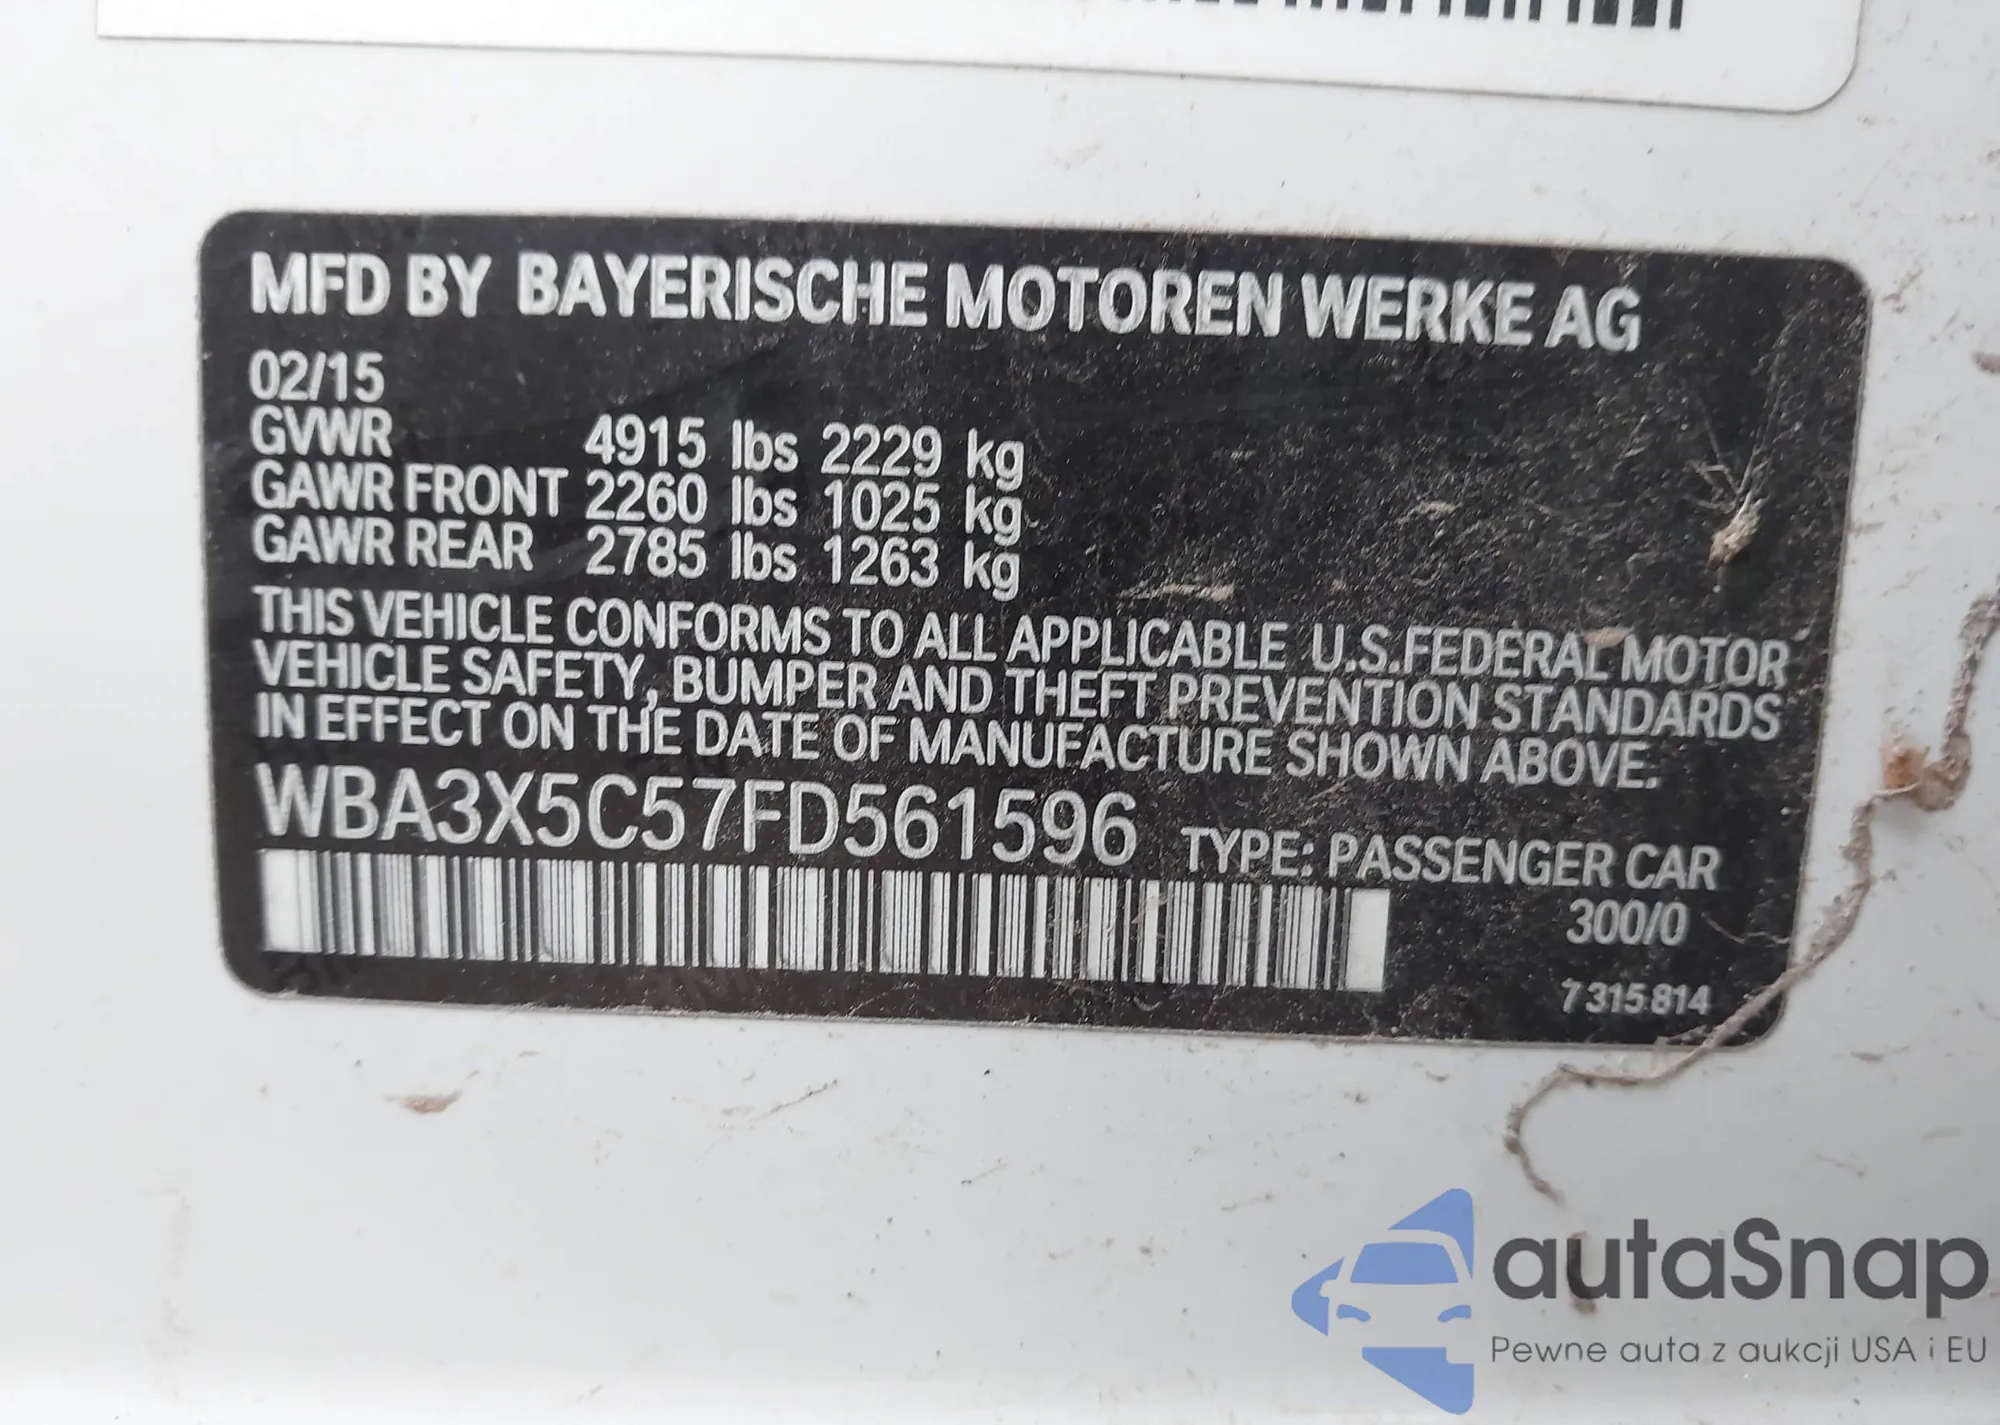 MFD BY BAYERISCHE MOTOREN WERKE AG
02/15
GVWR 4915 lbs 2229 kg
GAWR FRONT 2260 lbs 1025 kg
GAWR REAR 2785 lbs 1263 kg
THIS VEHICLE CONFORMS TO ALL APPLICABLE U.S.FEDERAL MOTOR
VEHICLE SAFETY, BUMPER AND THEFT PREVENTION STANDARDS
IN EFFECT ON THE DATE OF MANUFACTURE SHOWN ABOVE.
WBA3X5C57FD561596 TYPE: PASSENGER CAR
300/0
7 315 814
autaSnap
Pewne auta z aukcji USA i EU